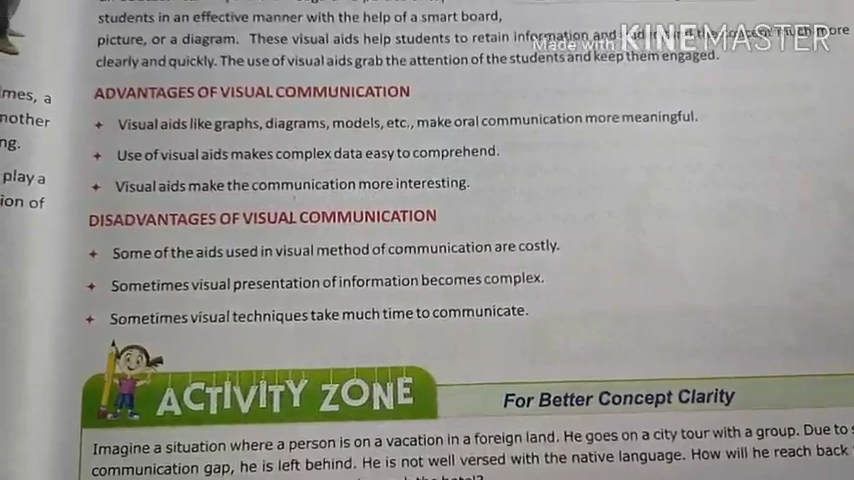 students in an effective manner with the help of a smart board,
picture, or a diagram. These visual aids help students to retain information and the concept much more
Made with KINEMASTER
clearly and quickly. The use of visual aids grab the attention of the students and keep them engaged.
imes, a
nother
ng.
play a
ion of
ADVANTAGES OF VISUAL COMMUNICATION
+ Visual aids like graphs, diagrams, models, etc., make oral communication more meaningful.
+ Use of visual aids makes complex data easy to comprehend.
+ Visual aids make the communication more interesting.
DISADVANTAGES OF VISUAL COMMUNICATION
+ Some of the aids used in visual method of communication are costly.
+ Sometimes visual presentation of information becomes complex.
+ Sometimes visual techniques take much time to communicate.
ACTIVITY ZONE
For Better Concept Clarity
Imagine a situation where a person is on a vacation in a foreign land. He goes on a city tour with a group. Due to
communication gap, he is left behind. He is not well versed with the native language. How will he reach back